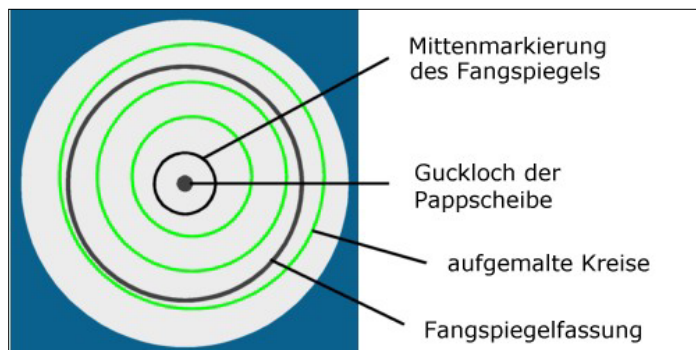 Mittenmarkierung
des Fangspiegels
Guckloch der
Pappscheibe
aufgemalte Kreise
Fangspiegelfassung